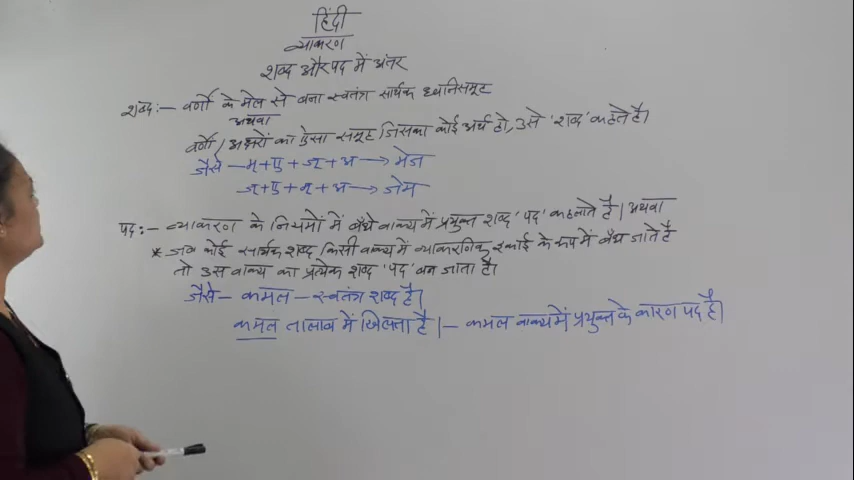 हिंदी
व्याकरण
शब्द और पद में अंतर
शब्द:- वर्णों के मेल से बना स्वतंत्र सार्थक ध्वनिसमूह
अथवा
वर्णों / अक्षरों का ऐसा समूह जिसका कोई अर्थ हो, उसे 'शब्द' कहते है।
जैसे - म्+ए+ज्+अ → मेज
ज्+ए+म्+अ → जेम
पद:- व्याकरण के नियमों में बँधे वाक्य में प्रयुक्त शब्द 'पद' कहलाते है। अथवा
* जब कोई सार्थक शब्द किसी वाक्य में व्याकरणिक इकाई के रूप में बँध जाते है
तो उस वाक्य का प्रत्येक शब्द 'पद' बन जाता है।
जैसे - कमल - स्वतंत्र शब्द है।
कमल तालाब में खिलता है। - कमल वाक्य में प्रयुक्त के कारण पद है।